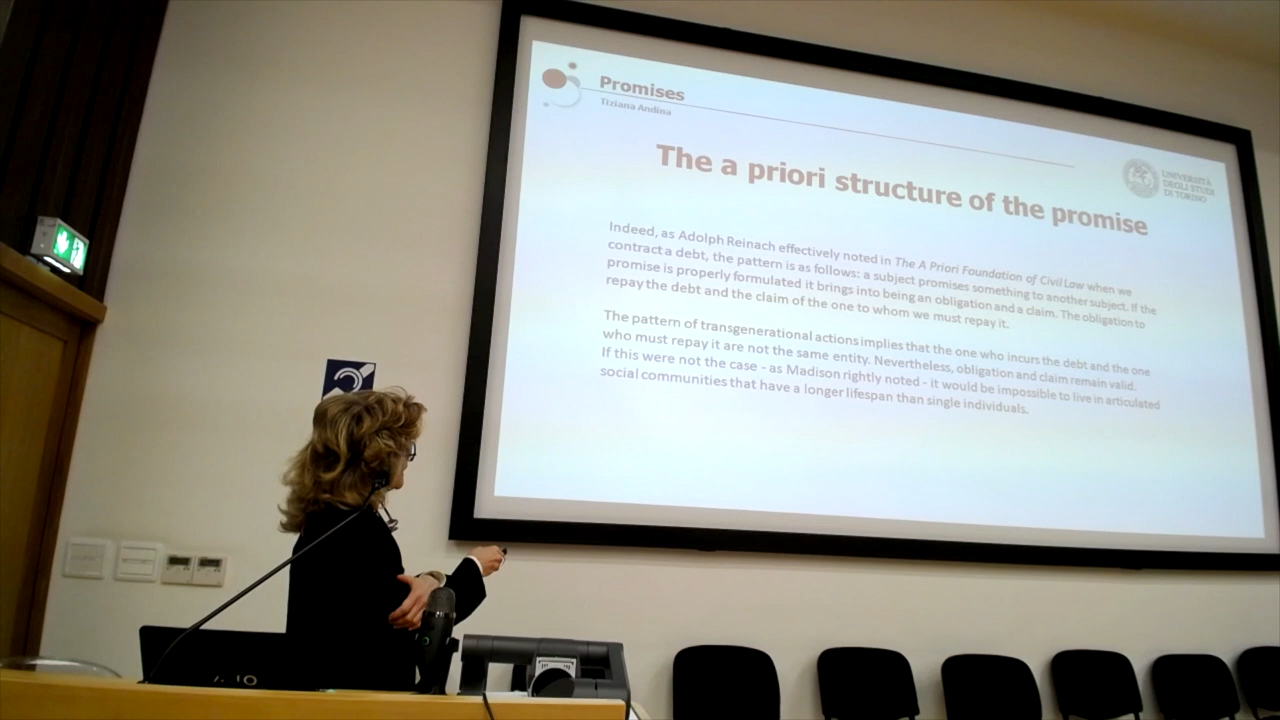 Promises
Tiziana Andina
UNIVERSITÀ
DEGLI STUDI
DI TORINO
The a priori structure of the promise
Indeed, as Adolph Reinach effectively noted in The A Priori Foundation of Civil Law when we
contract a debt, the pattern is as follows: a subject promises something to another subject. If the
promise is properly formulated it brings into being an obligation and a claim. The obligation to
repay the debt and the claim of the one to whom we must repay it.
The pattern of transgenerational actions implies that the one who incurs the debt and the one
who must repay it are not the same entity. Nevertheless, obligation and claim remain valid.
If this were not the case - as Madison rightly noted - it would be impossible to live in articulated
social communities that have a longer lifespan than single individuals.